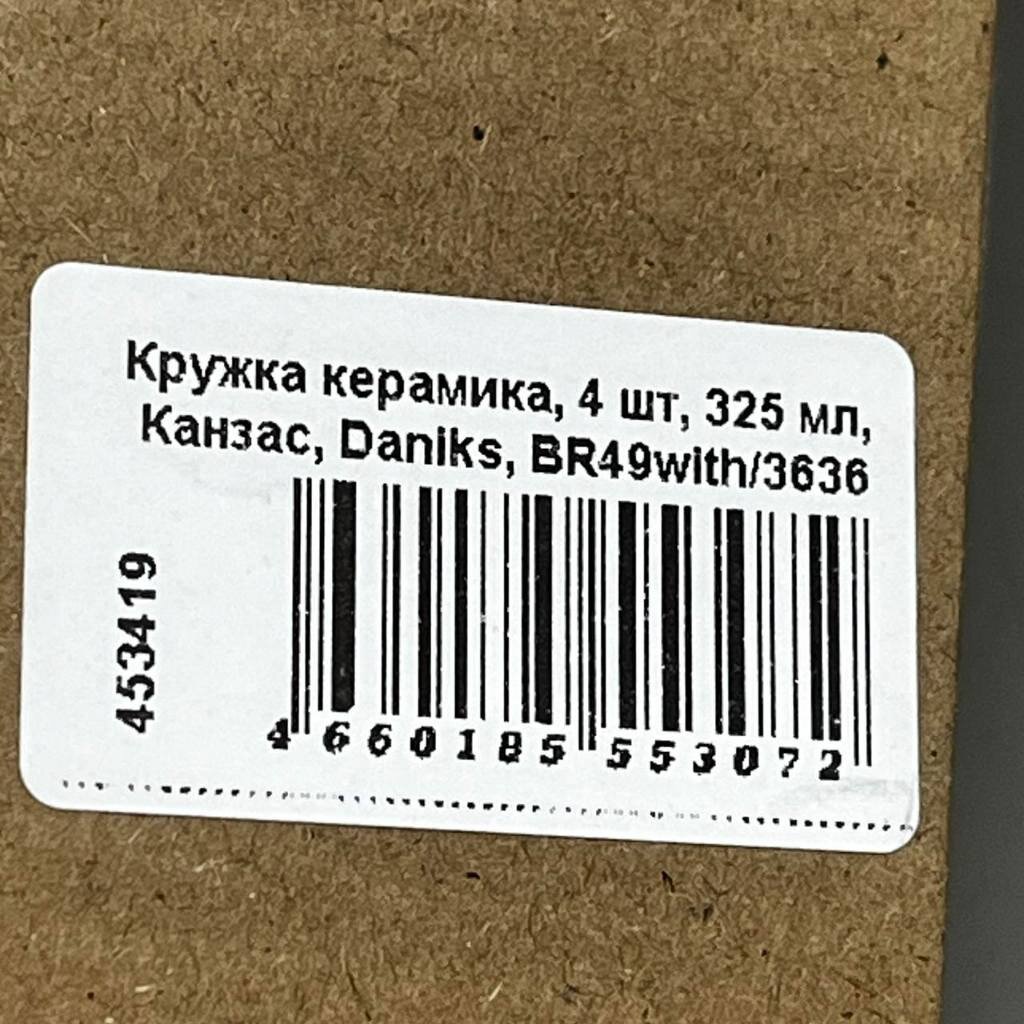 Кружка керамика, 4 шт, 325 мл,
Канзас, Daniks, BR49with/3636
453419
4 660185 553072